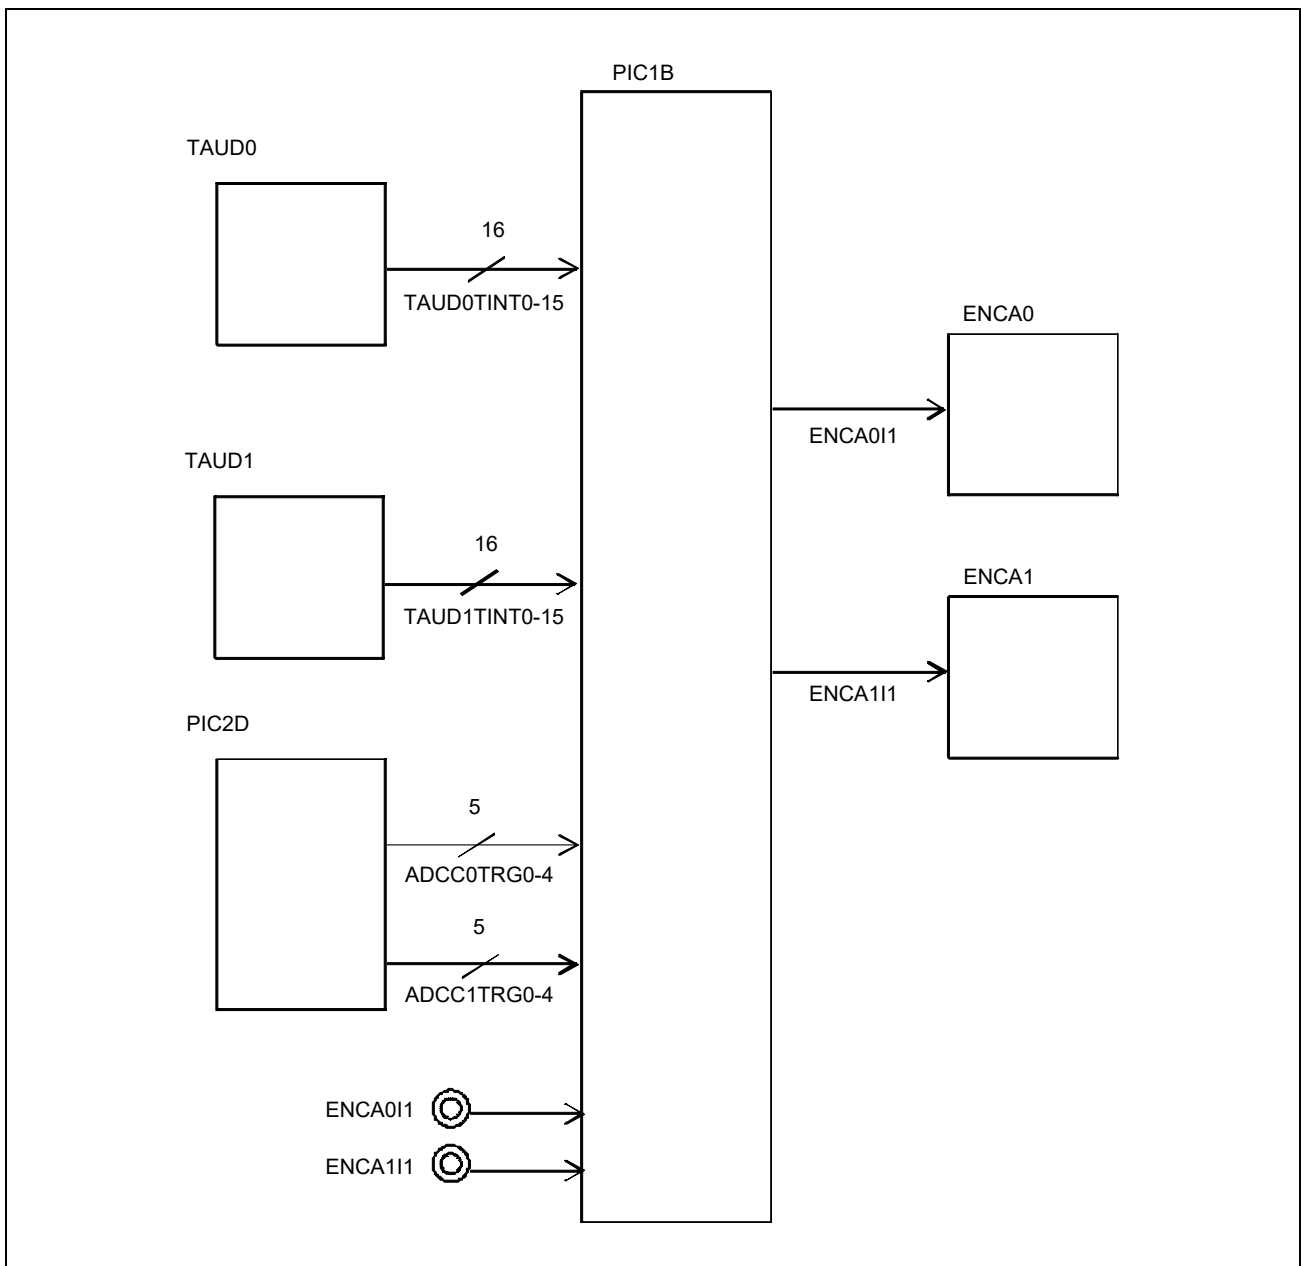 PIC1B
TAUD0
16
TAUD0TINT0-15
ENCA0
ENCA0I1
TAUD1
16
TAUD1TINT0-15
ENCA1
ENCA1I1
PIC2D
5
ADCC0TRG0-4
5
ADCC1TRG0-4
ENCA0I1
ENCA1I1